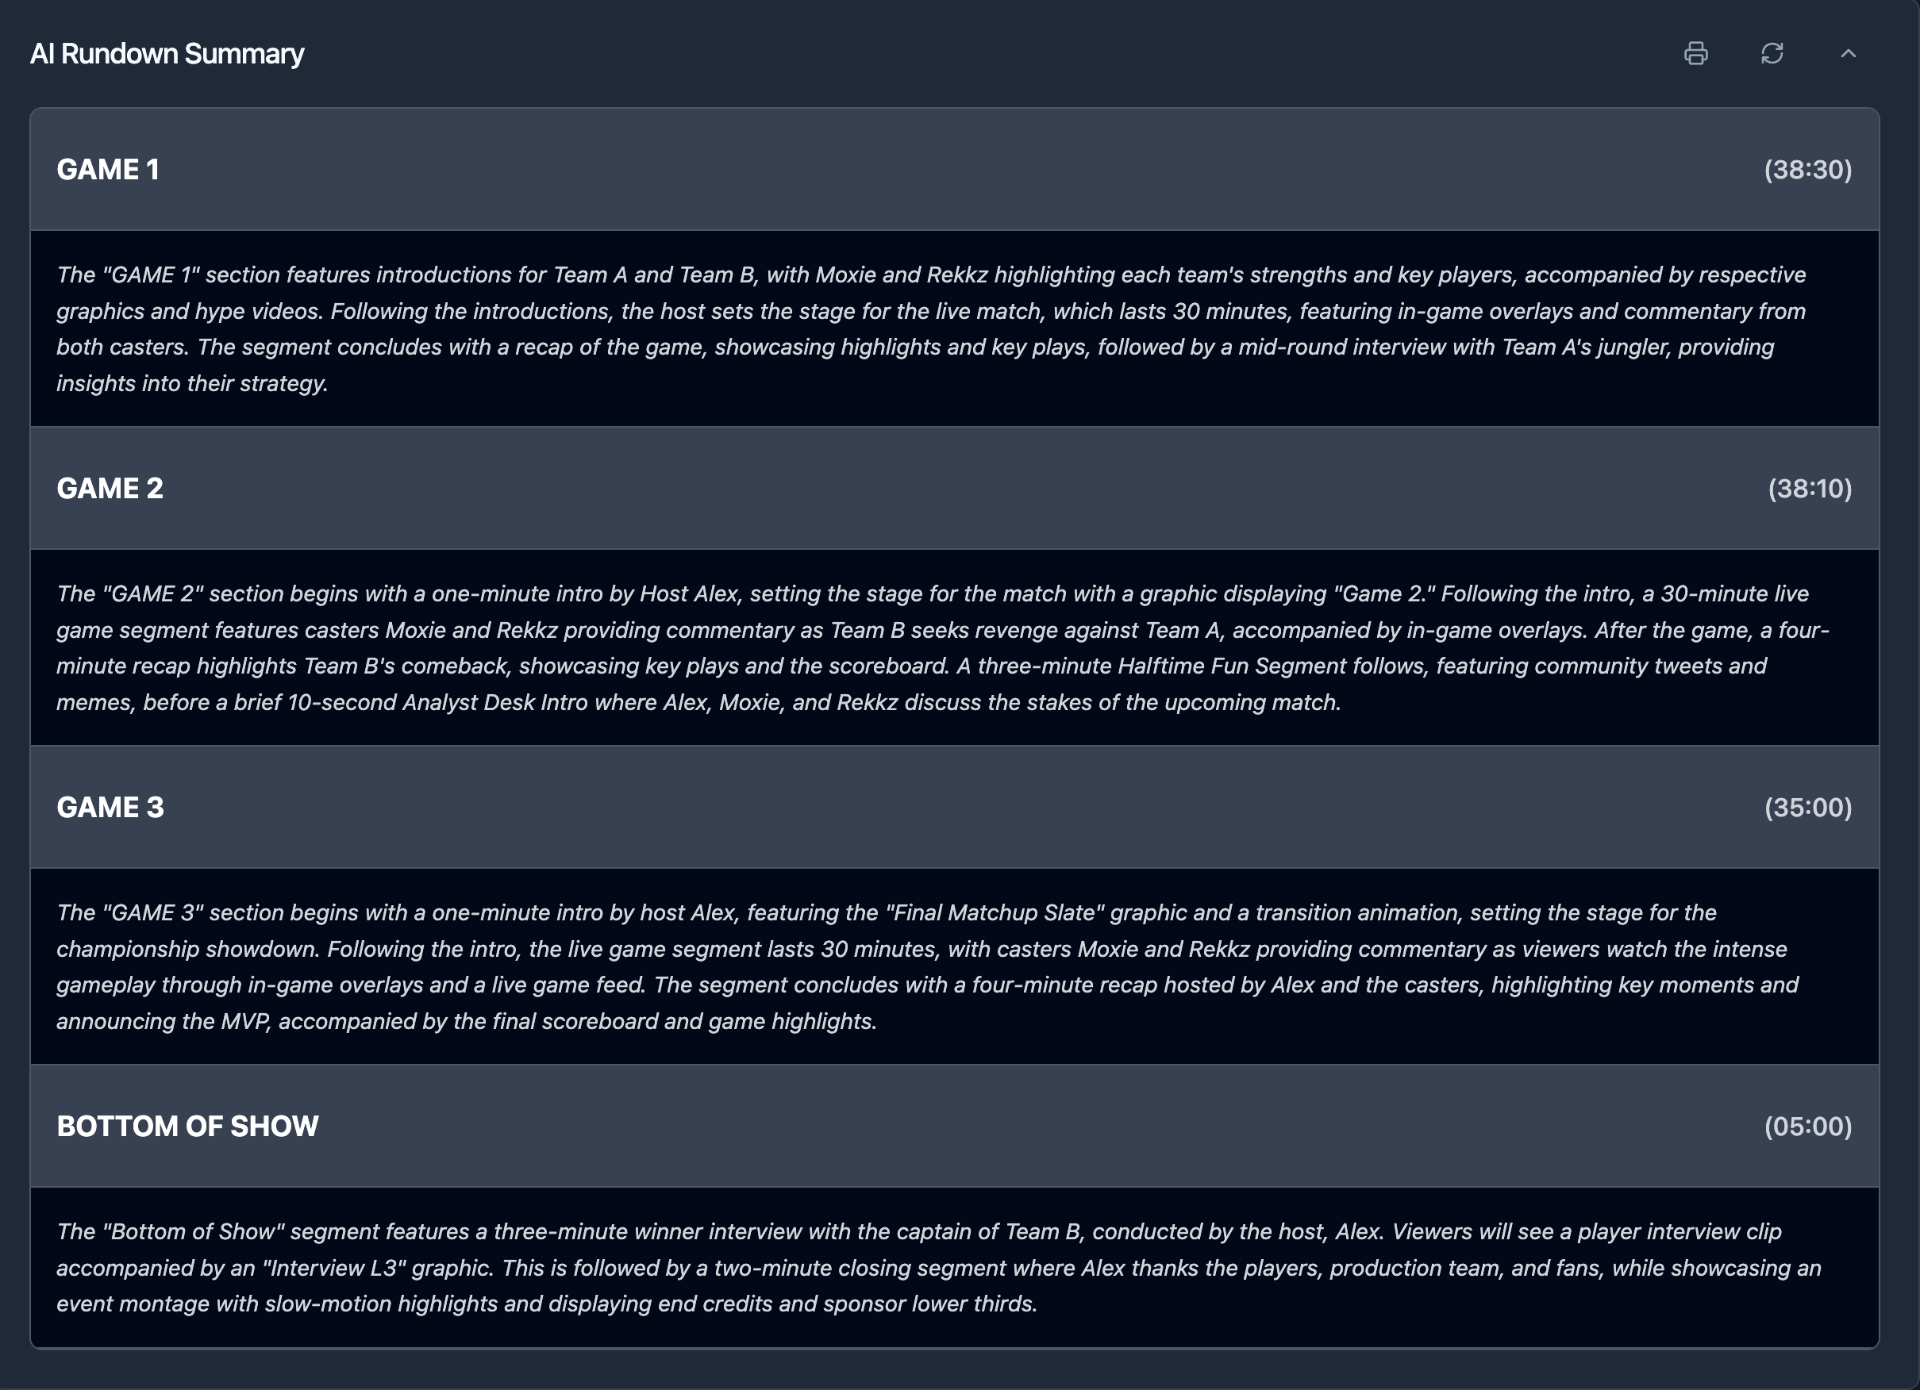 AI Rundown Summary
GAME 1
(38:30)
The "GAME 1" section features introductions for Team A and Team B, with Moxie and Rekkz highlighting each team's strengths and key players, accompanied by respective
graphics and hype videos. Following the introductions, the host sets the stage for the live match, which lasts 30 minutes, featuring in-game overlays and commentary from
both casters. The segment concludes with a recap of the game, showcasing highlights and key plays, followed by a mid-round interview with Team A's jungler, providing
insights into their strategy.
GAME 2
(38:10)
The "GAME 2" section begins with a one-minute intro by Host Alex, setting the stage for the match with a graphic displaying "Game 2." Following the intro, a 30-minute live
game segment features casters Moxie and Rekkz providing commentary as Team B seeks revenge against Team A, accompanied by in-game overlays. After the game, a four-
minute recap highlights Team B's comeback, showcasing key plays and the scoreboard. A three-minute Halftime Fun Segment follows, featuring community tweets and
memes, before a brief 10-second Analyst Desk Intro where Alex, Moxie, and Rekkz discuss the stakes of the upcoming match.
GAME 3
(35:00)
The "GAME 3" section begins with a one-minute intro by host Alex, featuring the "Final Matchup Slate" graphic and a transition animation, setting the stage for the
championship showdown. Following the intro, the live game segment lasts 30 minutes, with casters Moxie and Rekkz providing commentary as viewers watch the intense
gameplay through in-game overlays and a live game feed. The segment concludes with a four-minute recap hosted by Alex and the casters, highlighting key moments and
announcing the MVP, accompanied by the final scoreboard and game highlights.
BOTTOM OF SHOW
(05:00)
The "Bottom of Show" segment features a three-minute winner interview with the captain of Team B, conducted by the host, Alex. Viewers will see a player interview clip
accompanied by an "Interview L3" graphic. This is followed by a two-minute closing segment where Alex thanks the players, production team, and fans, while showcasing an
event montage with slow-motion highlights and displaying end credits and sponsor lower thirds.